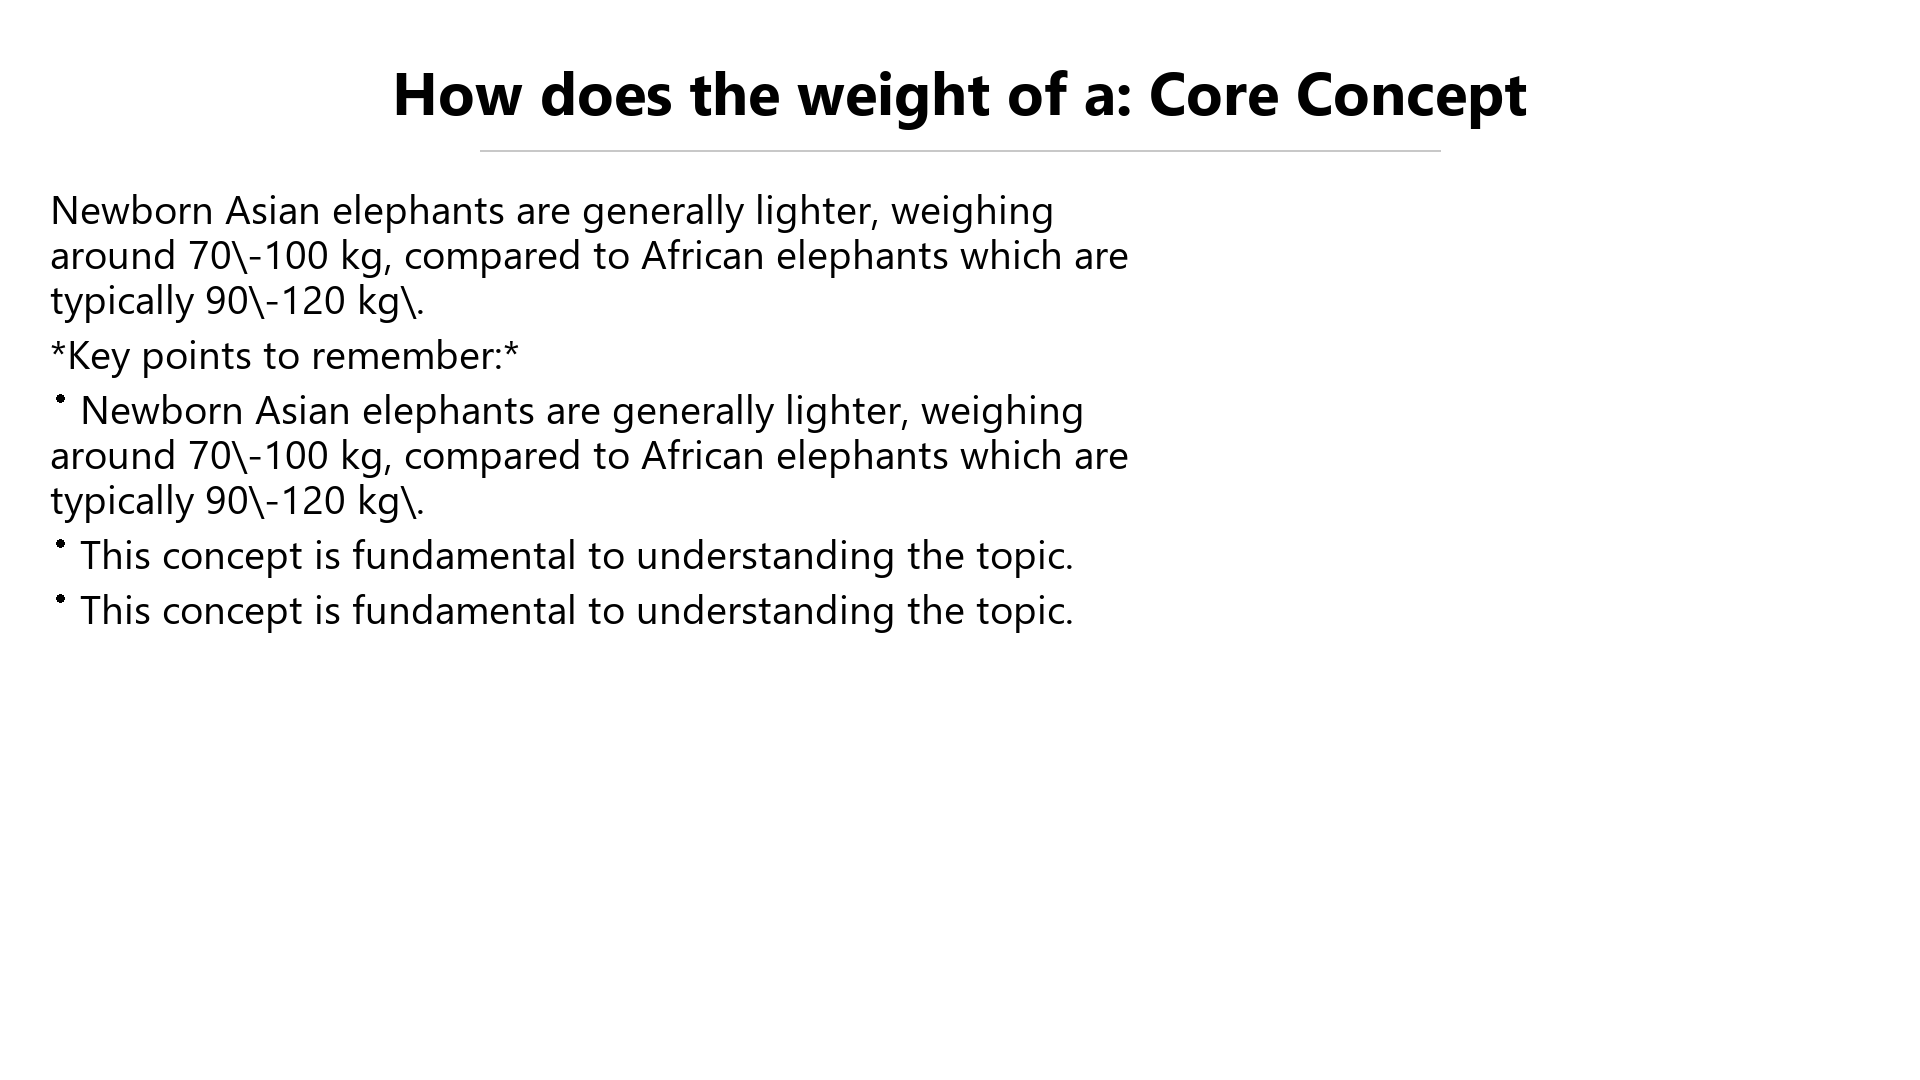 How does the weight of a: Core Concept
Newborn Asian elephants are generally lighter, weighing
around 70\-100 kg, compared to African elephants which are
typically 90\-120 kg\.
*Key points to remember:*
• Newborn Asian elephants are generally lighter, weighing
around 70\-100 kg, compared to African elephants which are
typically 90\-120 kg\.
• This concept is fundamental to understanding the topic.
• This concept is fundamental to understanding the topic.